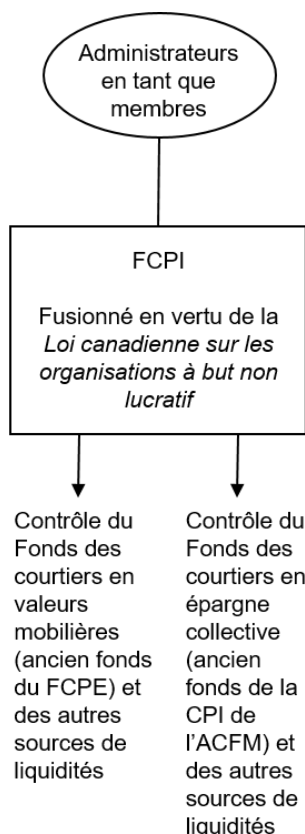 Administrateurs
en tant que
membres
FCPI
Fusionné en vertu de la
Loi canadienne sur les
organisations à but non
lucratif
Contrôle du
Fonds des
courtiers en
valeurs
mobilières
(ancien fonds
du FCPE) et
des autres
sources de
liquidités
Contrôle du
Fonds des
courtiers en
épargne
collective
(ancien
fonds de la
CPI de
l'ACFM) et
des autres
sources de
liquidités